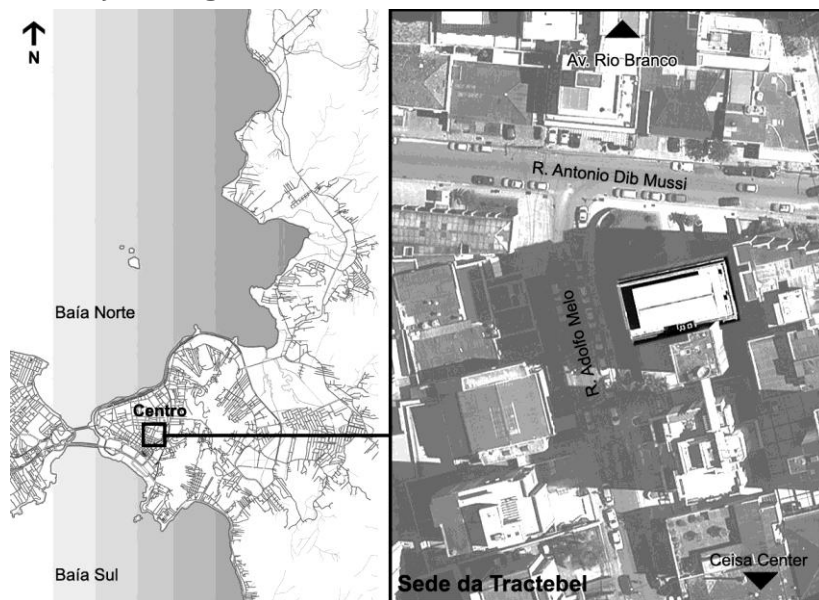 N
Baía Norte
Centro
Baía Sul
Av. Rio Branco
R. Antonio Dib Mussi
R. Adolfo Melo
Ceisa Center
Sede da Tractebel